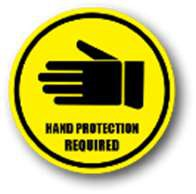 HAND PROTECTION
REQUIRED